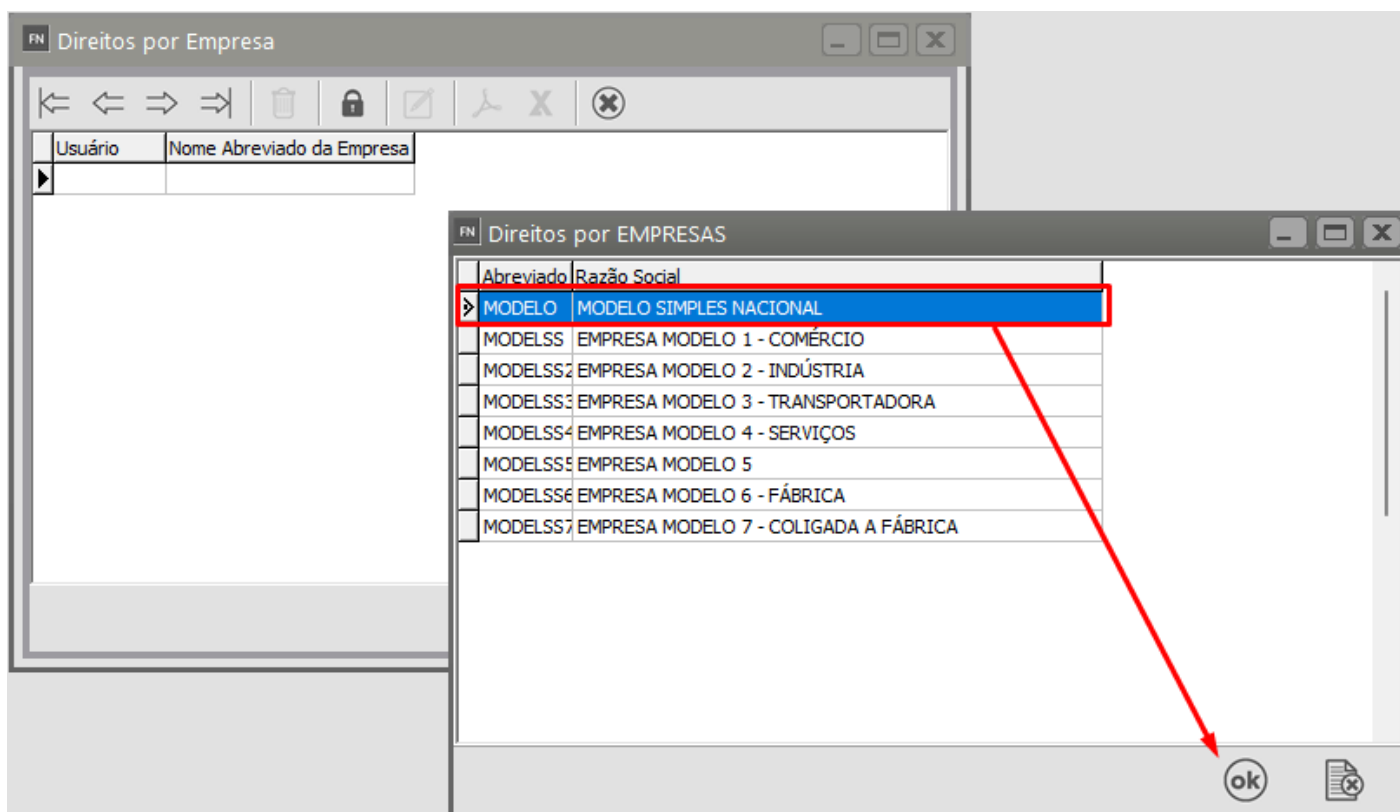 FN Direitos por Empresa
Usuário Nome Abreviado da Empresa
FN Direitos por EMPRESAS
Abreviado Razão Social
MODELO MODELO SIMPLES NACIONAL
MODELSS EMPRESA MODELO 1 - COMÉRCIO
MODELSS2 EMPRESA MODELO 2 - INDÚSTRIA
MODELSS3 EMPRESA MODELO 3 - TRANSPORTADORA
MODELSS4 EMPRESA MODELO 4 - SERVIÇOS
MODELSS5 EMPRESA MODELO 5
MODELSS6 EMPRESA MODELO 6 - FÁBRICA
MODELSS7 EMPRESA MODELO 7 - COLIGADA A FÁBRICA
ok